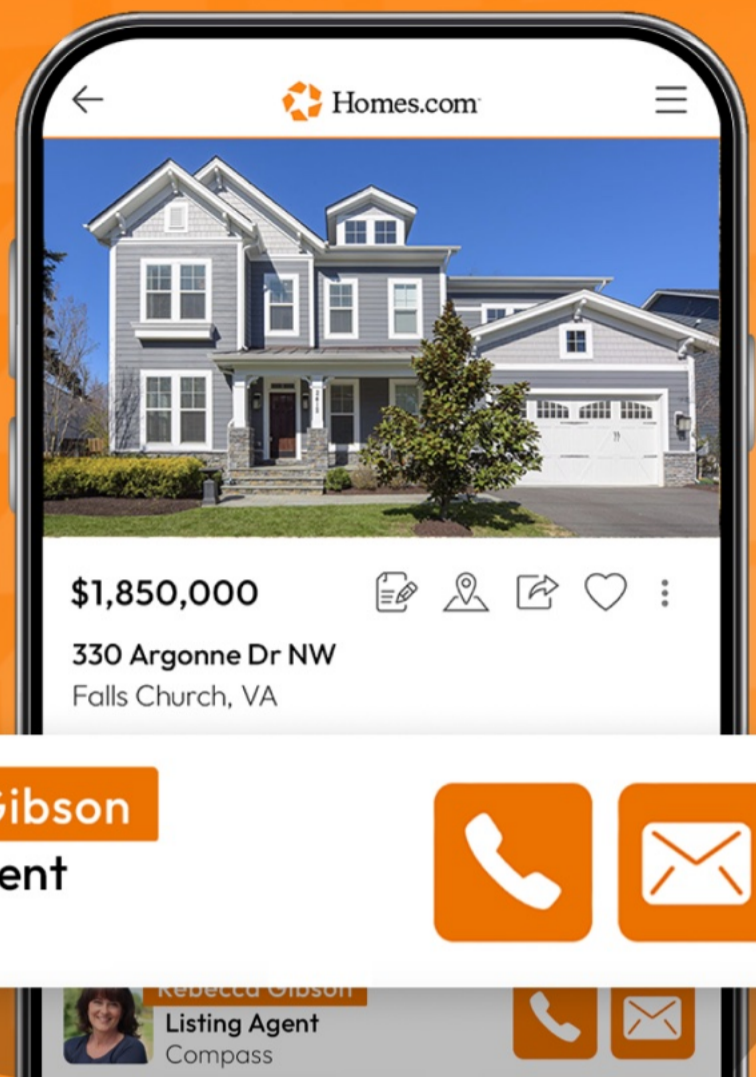 Homes.com
$1,850,000
330 Argonne Dr NW
Falls Church, VA
Gibson
ent
Rebecca Gibson
Listing Agent
Compass